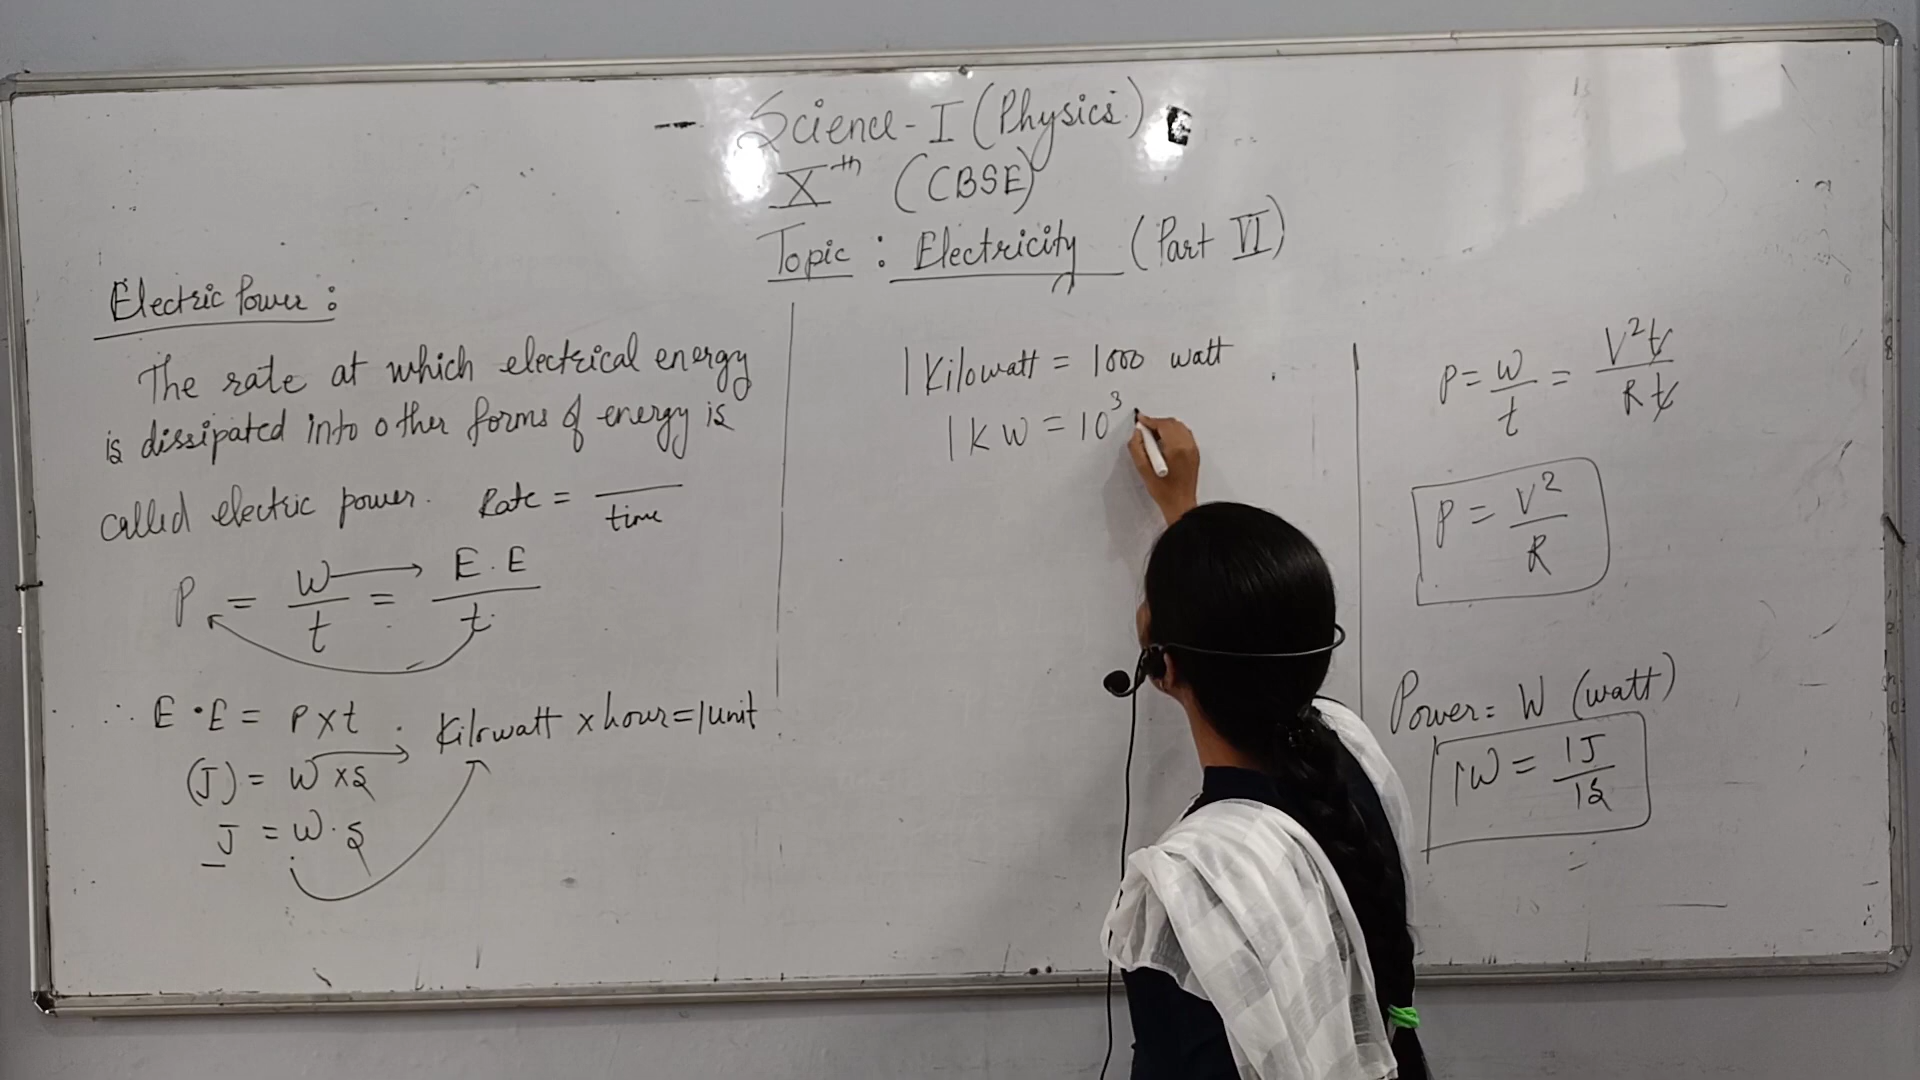 Science - I (Physics)
Xth (CBSE)
Topic : Electricity (Part VI)
Electric Power :
The rate at which electrical energy
is dissipated into other forms of energy is
called electric power. Rate = ——/time
P = W/t = E.E/t
∴ E.E = P x t
Kilowatt x hour = 1 unit
(J) = W x s
J = W.s
1 Kilowatt = 1000 watt
1 KW = 10³
P = W/t = V²t/Rt
P = V²/R
Power = W (watt)
1W = 1J/1s